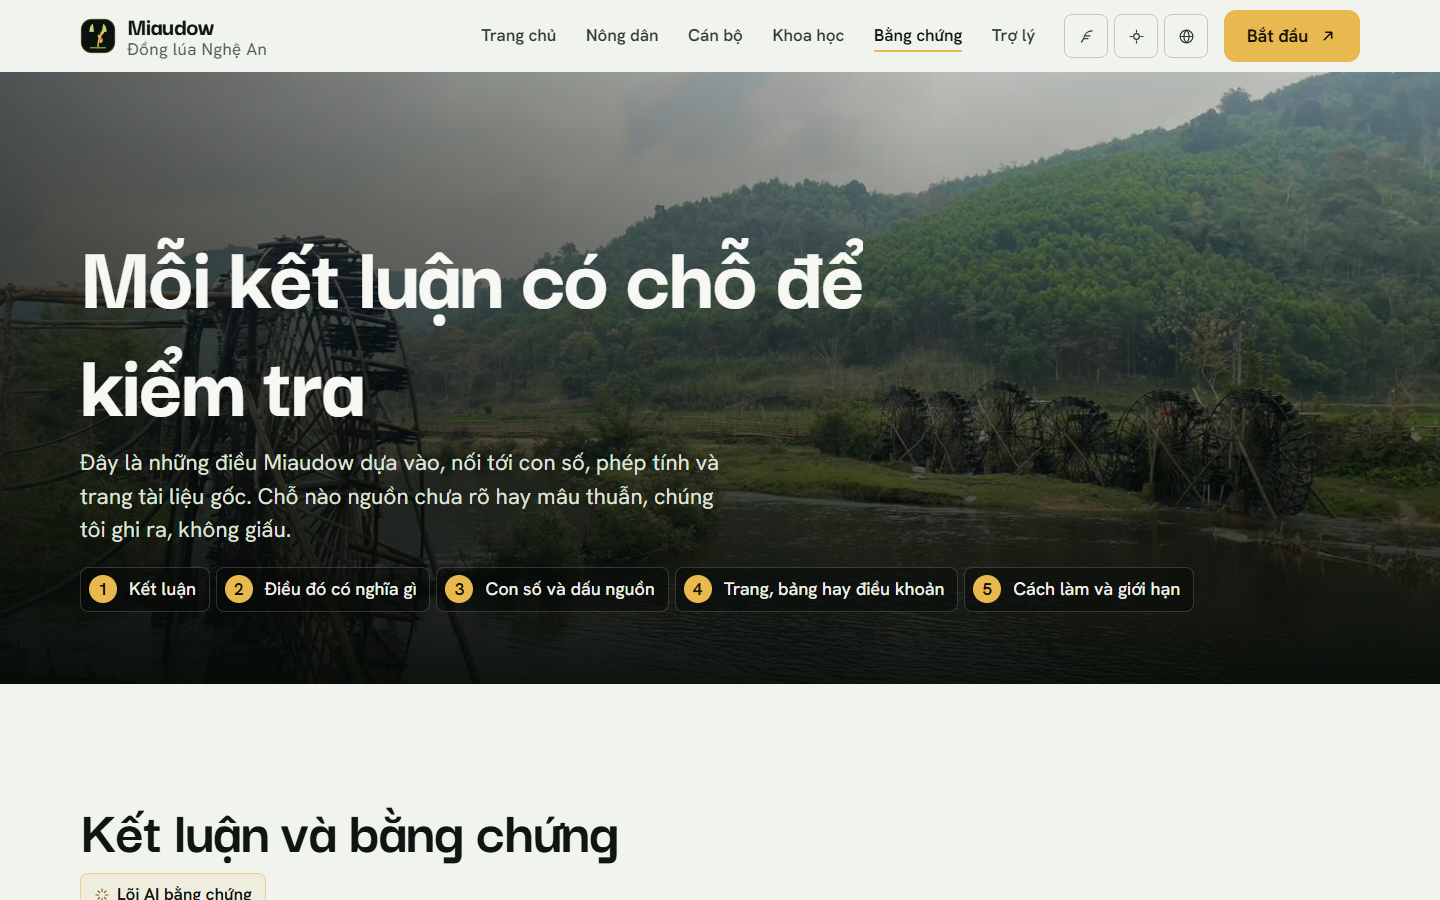 Miaudow
Đồng lúa Nghệ An
Trang chủ
Nông dân
Cán bộ
Khoa học
Bằng chứng
Trợ lý
Bắt đầu
Mỗi kết luận có chỗ để
kiểm tra
Đây là những điều Miaudow dựa vào, nối tới con số, phép tính và
trang tài liệu gốc. Chỗ nào nguồn chưa rõ hay mâu thuẫn, chúng
tôi ghi ra, không giấu.
1 Kết luận
2 Điều đó có nghĩa gì
3 Con số và dấu nguồn
4 Trang, bảng hay điều khoản
5 Cách làm và giới hạn
Kết luận và bằng chứng
Lõi AI bằng chứng